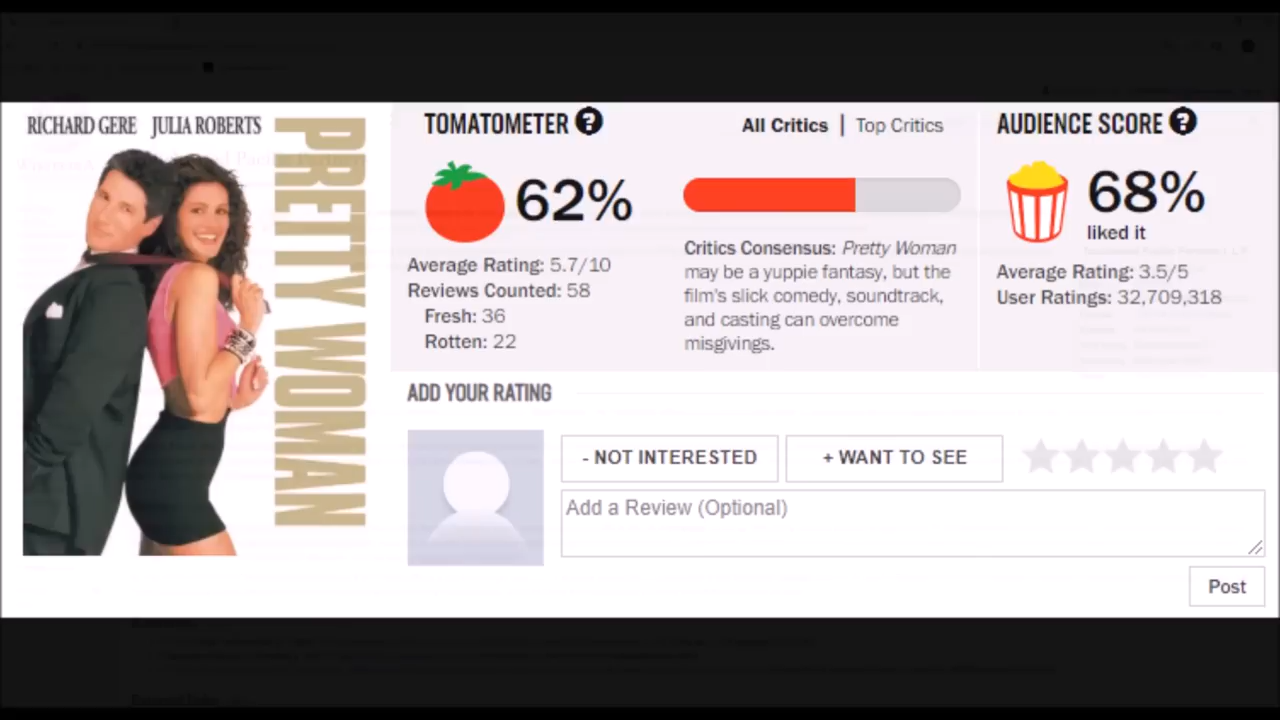 RICHARD GERE JULIA ROBERTS
PRETTY WOMAN
TOMATOMETER ?
All Critics | Top Critics
AUDIENCE SCORE ?
62%
68%
liked it
Average Rating: 5.7/10
Reviews Counted: 58
Fresh: 36
Rotten: 22
Critics Consensus: Pretty Woman
may be a yuppie fantasy, but the
film's slick comedy, soundtrack,
and casting can overcome
misgivings.
Average Rating: 3.5/5
User Ratings: 32,709,318
ADD YOUR RATING
- NOT INTERESTED
+ WANT TO SEE
Add a Review (Optional)
Post